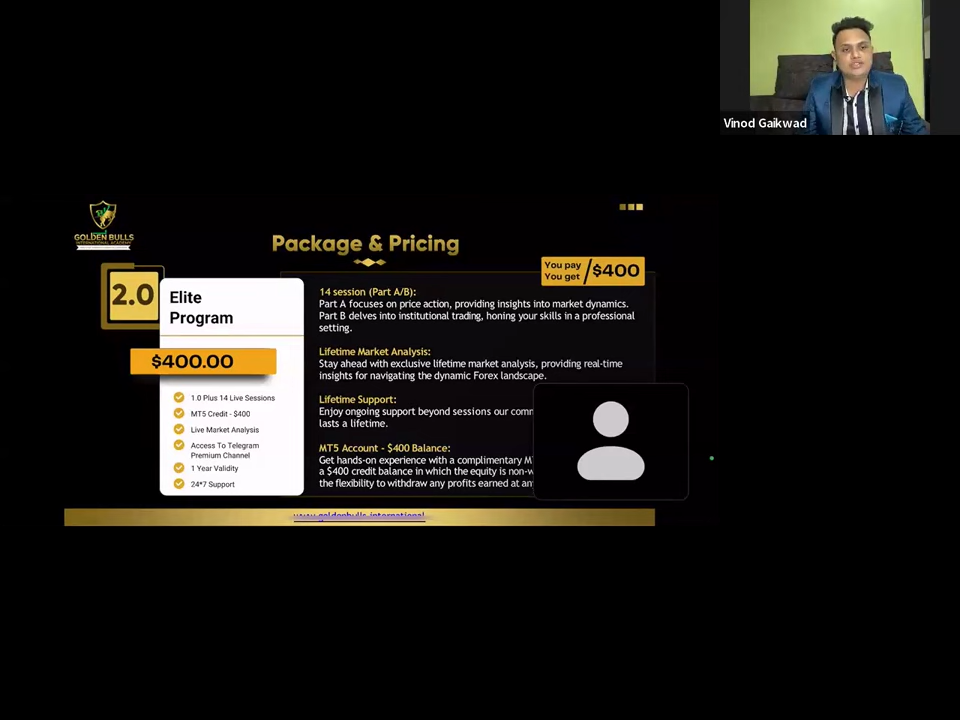 Vinod Gaikwad
GOLDEN BULLS
INTERNATIONAL ACADEMY
Package & Pricing
You pay
You get
$400
2.0
Elite
Program
$400.00
1.0 Plus 14 Live Sessions
MT5 Credit - $400
Live Market Analysis
Access To Telegram
Premium Channel
1 Year Validity
24*7 Support
14 session (Part A/B):
Part A focuses on price action, providing insights into market dynamics.
Part B delves into institutional trading, honing your skills in a professional
setting.
Lifetime Market Analysis:
Stay ahead with exclusive lifetime market analysis, providing real-time
insights for navigating the dynamic Forex landscape.
Lifetime Support:
Enjoy ongoing support beyond sessions our comm
lasts a lifetime.
MT5 Account - $400 Balance:
Get hands-on experience with a complimentary M
a $400 credit balance in which the equity is non-w
the flexibility to withdraw any profits earned at an
www.goldenbulls.international